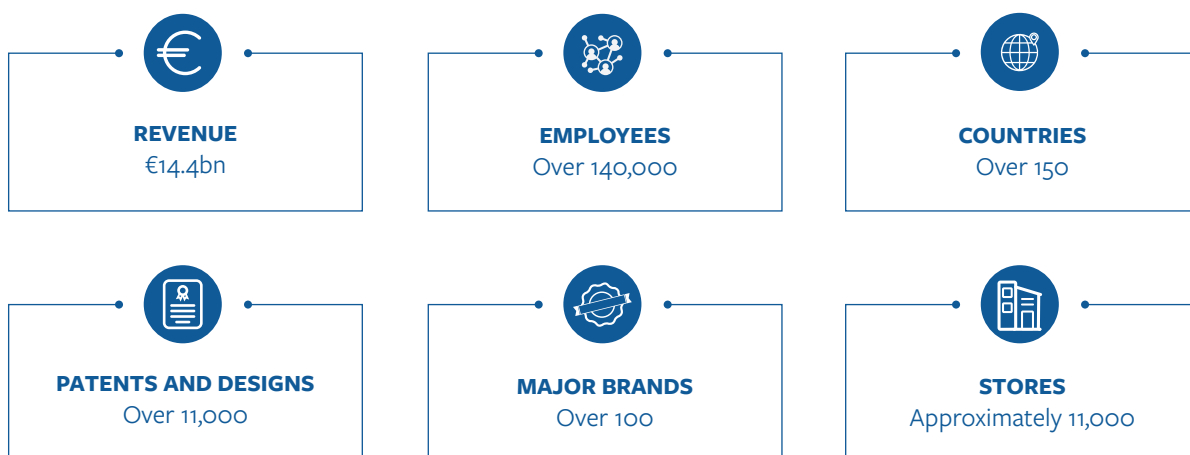 REVENUE
€14.4bn
EMPLOYEES
Over 140,000
COUNTRIES
Over 150
PATENTS AND DESIGNS
Over 11,000
MAJOR BRANDS
Over 100
STORES
Approximately 11,000